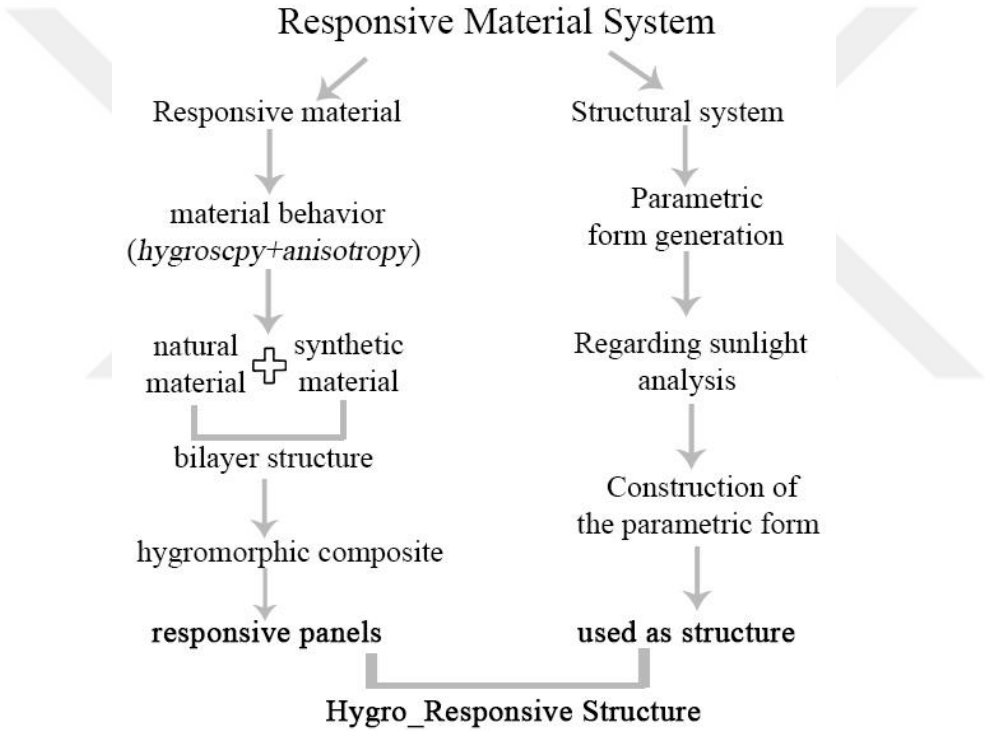 Responsive Material System
Responsive material
Structural system
material behavior
(hygroscpy+anisotropy)
Parametric
form generation
natural
material
synthetic
material
Regarding sunlight
analysis
bilayer structure
Construction of
the parametric form
hygromorphic composite
responsive panels
used as structure
Hygro_Responsive Structure